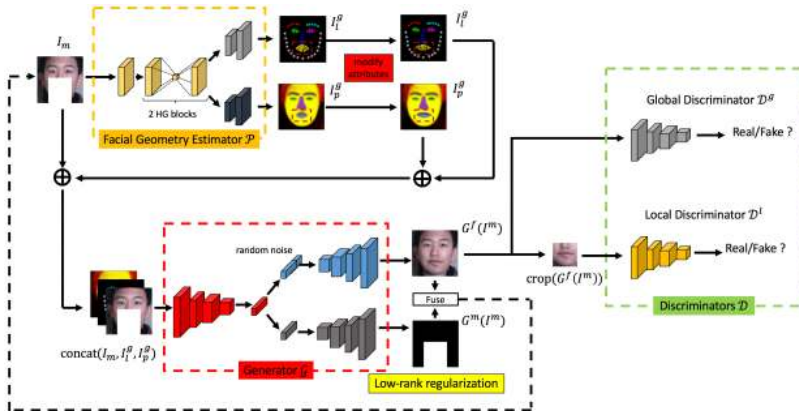 I_m
I_l^g
I_l^g
modify
attributes
I_p^g
I_p^g
2 HG blocks
Facial Geometry Estimator 𝒫
Global Discriminator 𝒟^g
Real/Fake ?
Local Discriminator 𝒟^l
Real/Fake ?
Discriminators 𝒟
random noise
G^f(I^m)
crop(G^f(I^m))
Fuse
G^m(I^m)
concat(I_m, I_l^g, I_p^g)
Generator 𝒢
Low-rank regularization